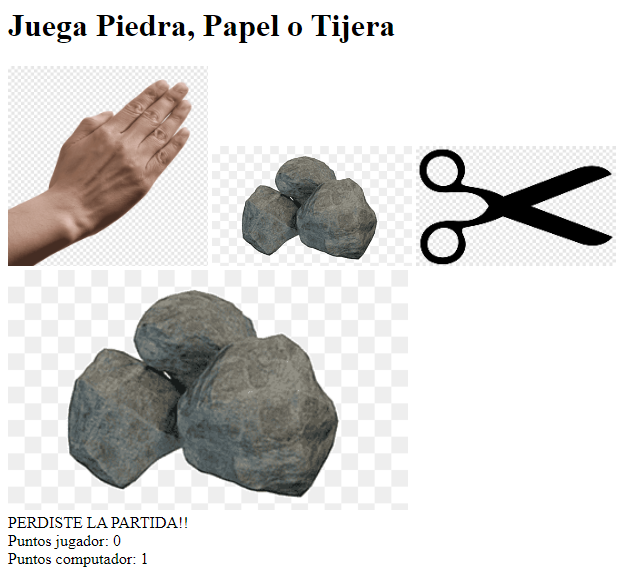 Juega Piedra, Papel o Tijera
PERDISTE LA PARTIDA!!
Puntos jugador: 0
Puntos computador: 1